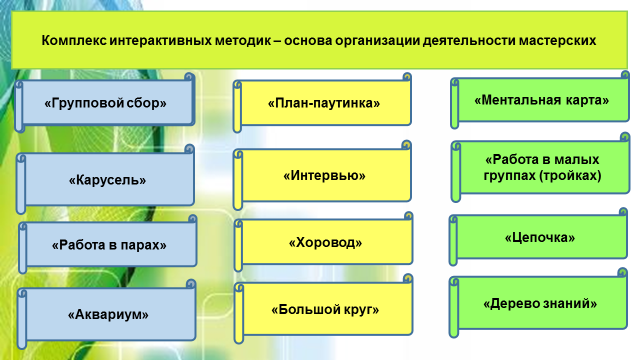 Комплекс интерактивных методик – основа организации деятельности мастерских
«Групповой сбор»
«План-паутинка»
«Ментальная карта»
«Карусель»
«Интервью»
«Работа в малых
группах (тройках)
«Работа в парах»
«Хоровод»
«Цепочка»
«Аквариум»
«Большой круг»
«Дерево знаний»